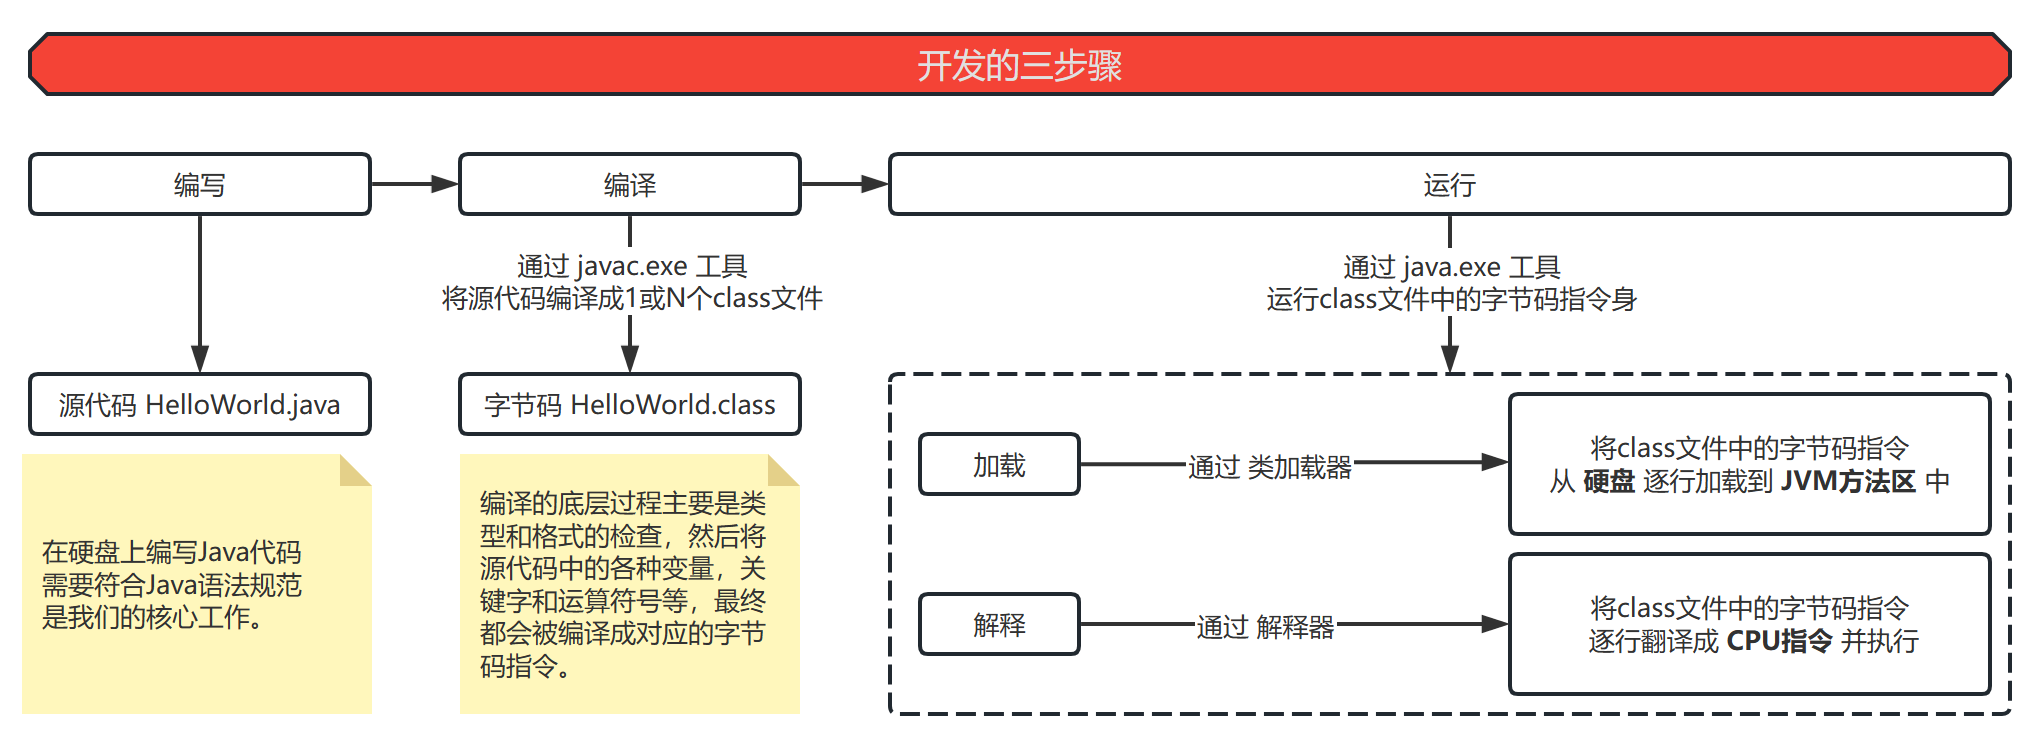 开发的三步骤
编写
编译
运行
通过 javac.exe 工具
将源代码编译成1或N个class文件
通过 java.exe 工具
运行class文件中的字节码指令身
源代码 HelloWorld.java
字节码 HelloWorld.class
在硬盘上编写Java代码
需要符合Java语法规范
是我们的核心工作。
编译的底层过程主要是类
型和格式的检查，然后将
源代码中的各种变量，关
键字和运算符号等，最终
都会被编译成对应的字节
码指令。
加载
通过 类加载器
将class文件中的字节码指令
从 硬盘 逐行加载到 JVM方法区 中
解释
通过 解释器
将class文件中的字节码指令
逐行翻译成 CPU指令 并执行